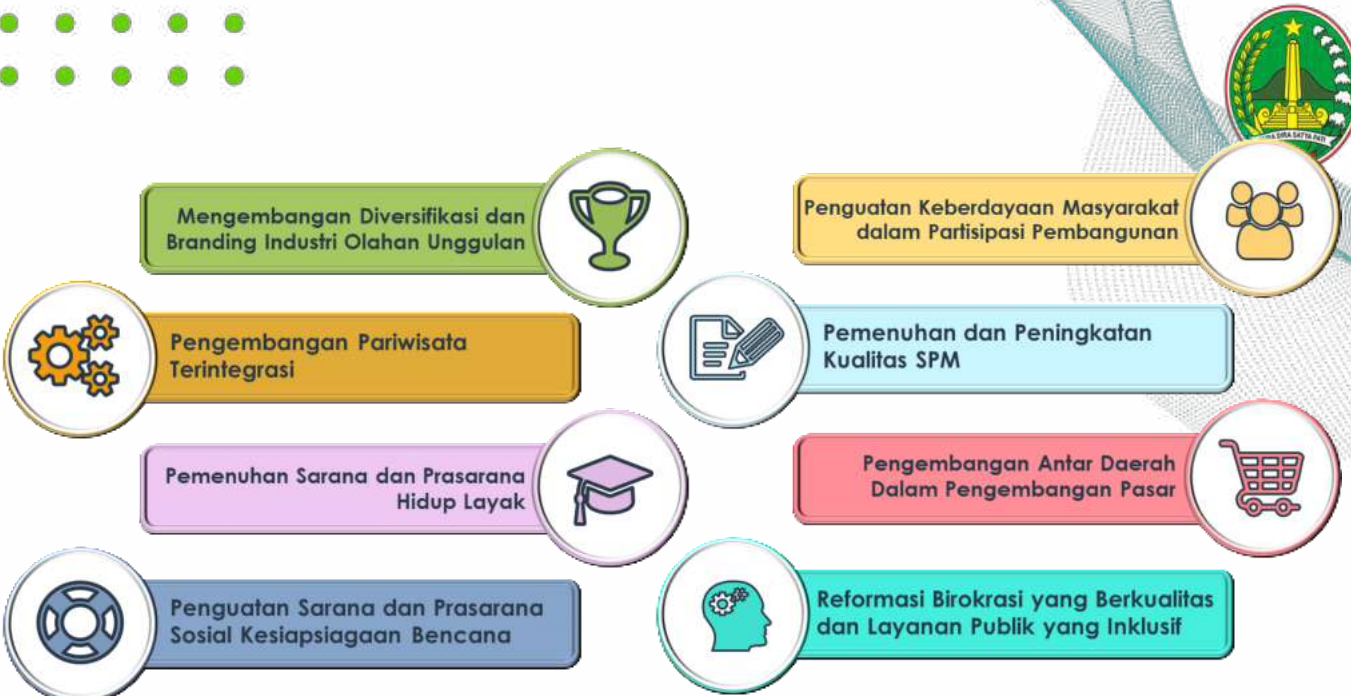 Mengembangan Diversifikasi dan
Branding Industri Olahan Unggulan
Pengembangan Pariwisata
Terintegrasi
Pemenuhan Sarana dan Prasarana
Hidup Layak
Penguatan Sarana dan Prasarana
Sosial Kesiapsiagaan Bencana
Penguatan Keberdayaan Masyarakat
dalam Partisipasi Pembangunan
Pemenuhan dan Peningkatan
Kualitas SPM
Pengembangan Antar Daerah
Dalam Pengembangan Pasar
Reformasi Birokrasi yang Berkualitas
dan Layanan Publik yang Inklusif